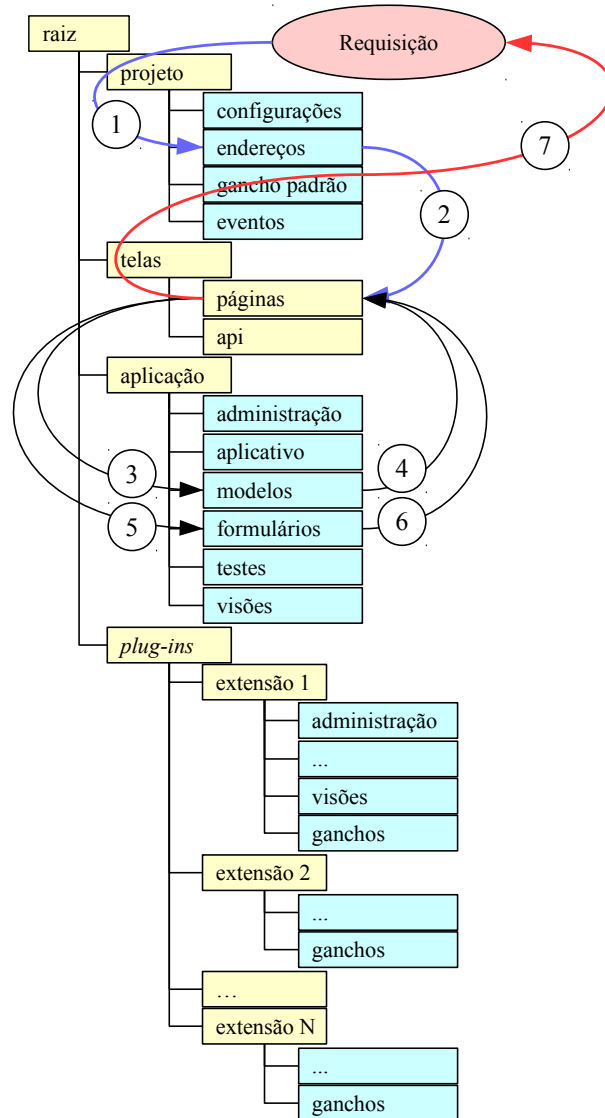 raiz
Requisição
projeto
configurações
1
endereços
7
gancho padrão
2
eventos
telas
páginas
api
aplicação
administração
aplicativo
3
modelos
4
5
formulários
6
testes
visões
plug-ins
extensão 1
administração
...
visões
ganchos
extensão 2
...
ganchos
…
extensão N
...
ganchos